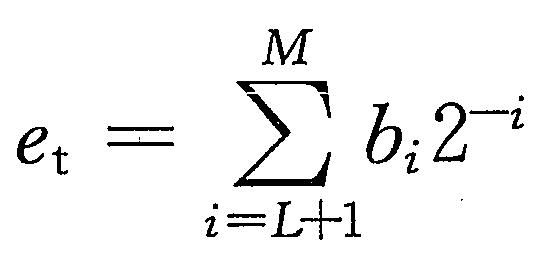 e_t = \sum_{i=L+1}^{M} b_i 2^{-i}